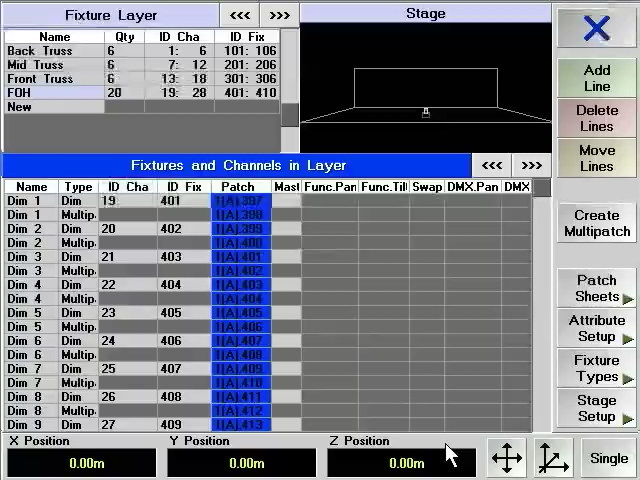 Fixture Layer <<< >>>
Name Qty ID Cha ID Fix
Back Truss 6 1: 6 101: 106
Mid Truss 6 7: 12 201: 206
Front Truss 6 13: 18 301: 306
FOH 20 19: 28 401: 410
New
Stage
X
Add
Line
Delete
Lines
Move
Lines
Create
Multipatch
Patch
Sheets
Attribute
Setup
Fixture
Types
Stage
Setup
Fixtures and Channels in Layer <<< >>>
Name Type ID Cha ID Fix Patch Mast Func.Pan Func.Till Swap DMX.Pan DMX
Dim 1 Dim 19 401 1(A).397
Dim 1 Multip. 1(A).398
Dim 2 Dim 20 402 1(A).399
Dim 2 Multip. 1(A).400
Dim 3 Dim 21 403 1(A).401
Dim 3 Multip. 1(A).402
Dim 4 Dim 22 404 1(A).403
Dim 4 Multip. 1(A).404
Dim 5 Dim 23 405 1(A).405
Dim 5 Multip. 1(A).406
Dim 6 Dim 24 406 1(A).407
Dim 6 Multip. 1(A).408
Dim 7 Dim 25 407 1(A).409
Dim 7 Multip. 1(A).410
Dim 8 Dim 26 408 1(A).411
Dim 8 Multip. 1(A).412
Dim 9 Dim 27 409 1(A).413
X Position Y Position Z Position
0.00m 0.00m 0.00m
Single